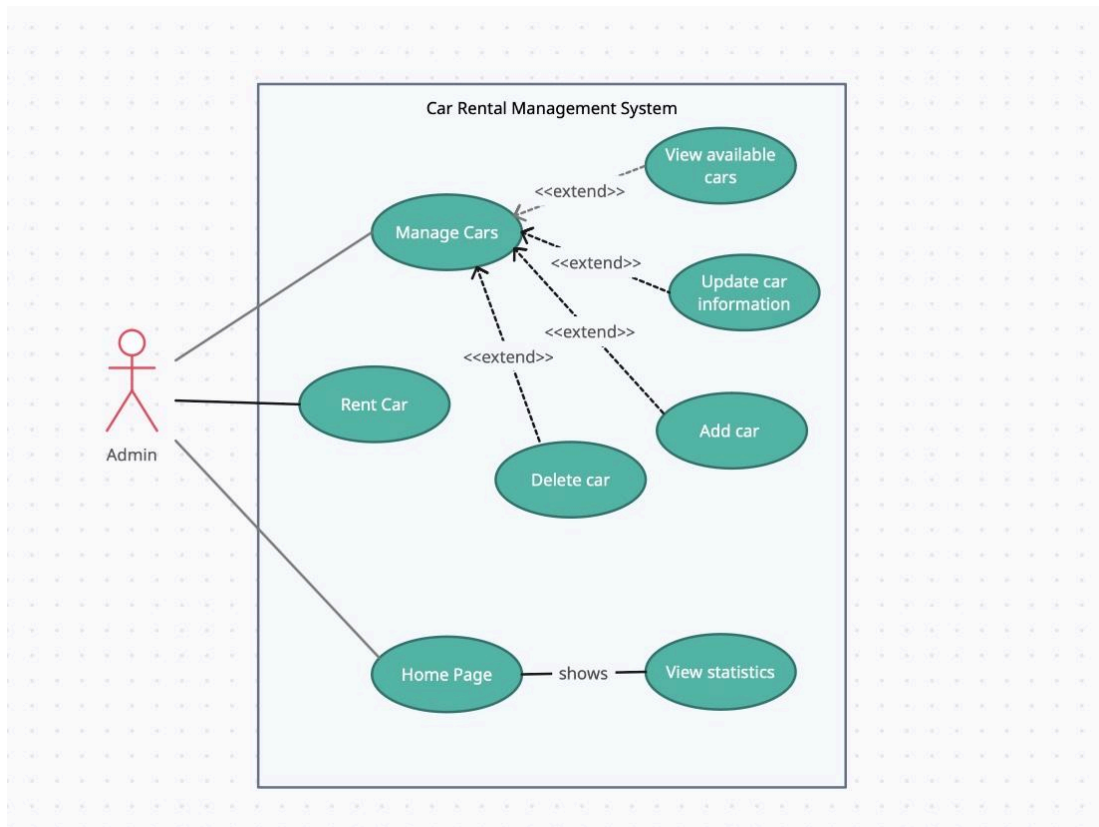 Car Rental Management System
View available
cars
<<extend>>
Manage Cars
<<extend>>
Update car
information
<<extend>>
<<extend>>
Rent Car
Add car
Admin
Delete car
Home Page
shows
View statistics